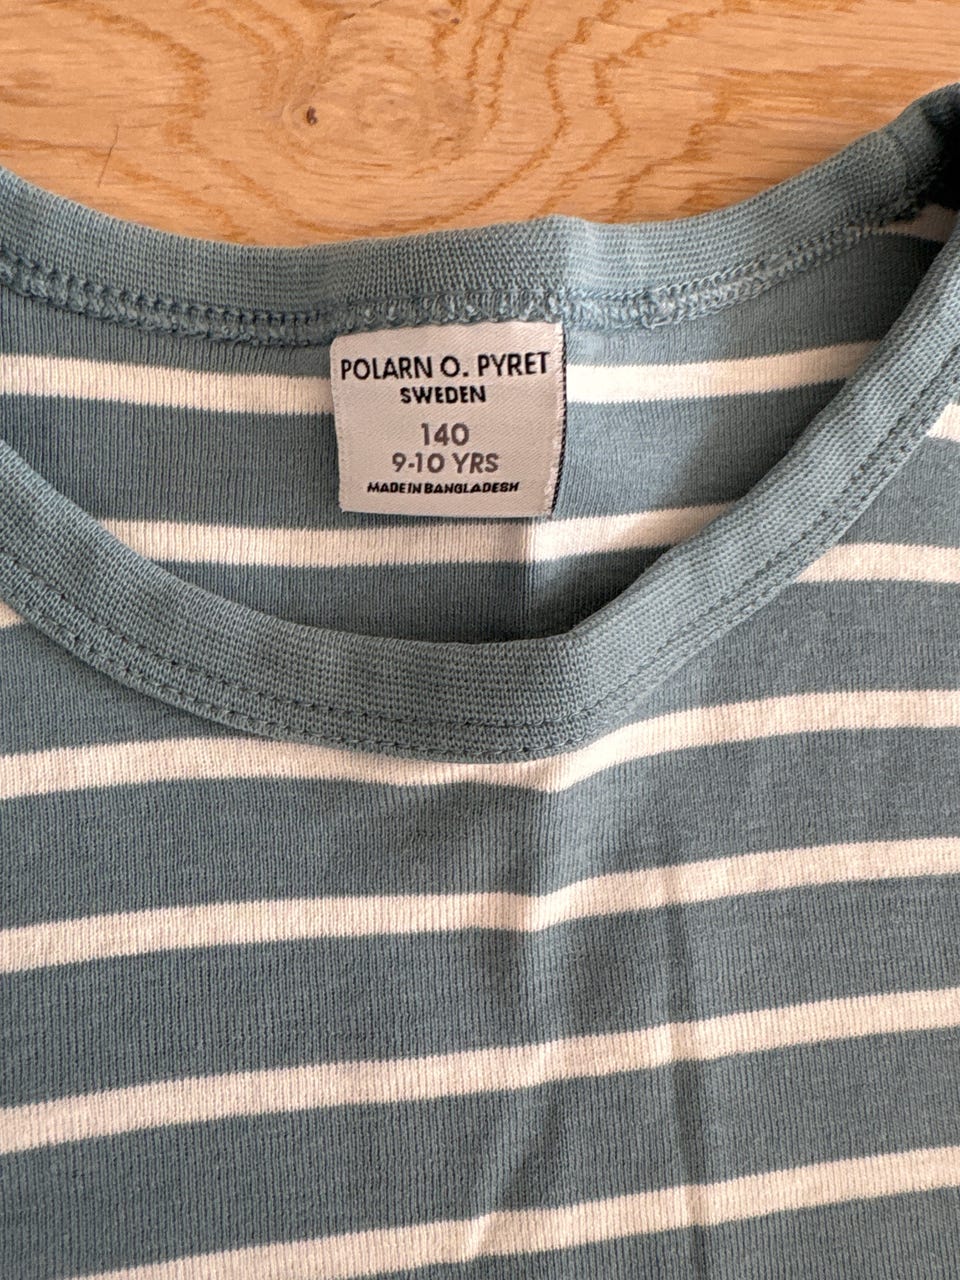 POLARN O. PYRET
SWEDEN
140
9-10 YRS
MADE IN BANGLADESH